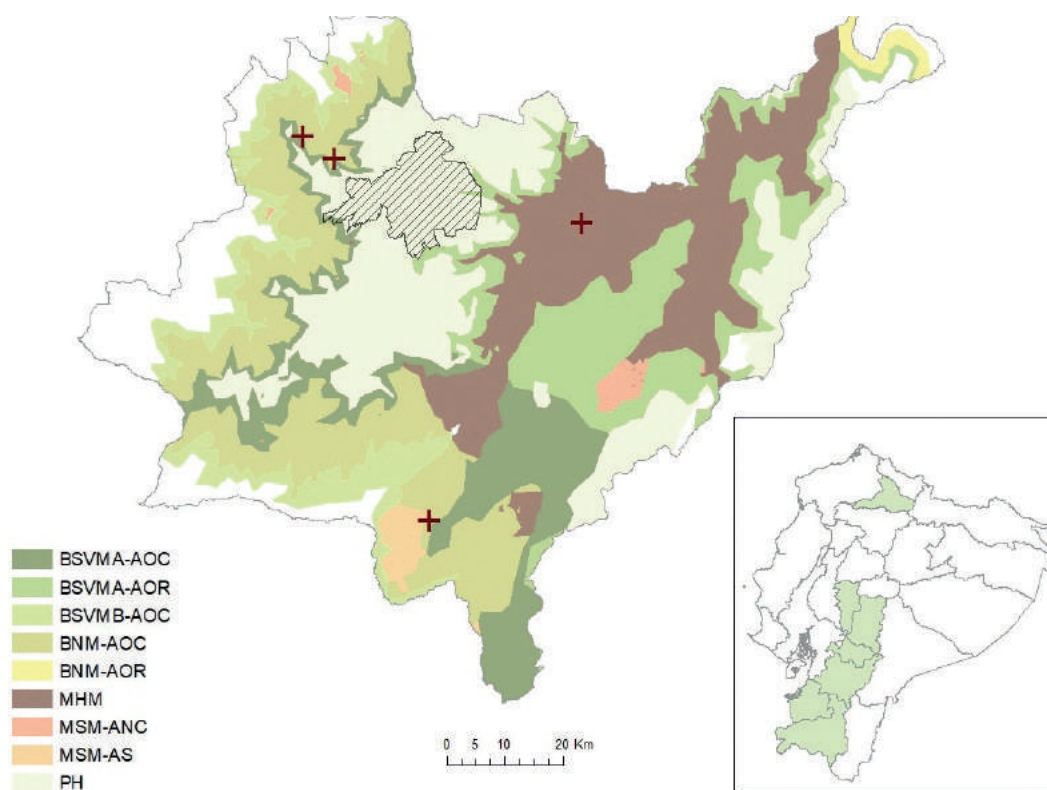 BSVMA-AOC
BSVMA-AOR
BSVMB-AOC
BNM-AOC
BNM-AOR
MHM
MSM-ANC
MSM-AS
PH
0 5 10 20 Km